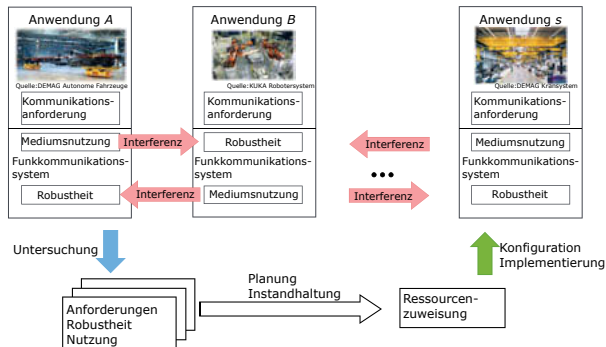 Anwendung A
Quelle:DEMAG Autonome Fahrzeuge
Kommunikations-
anforderung
Mediumsnutzung
Funkkommunikations-
system
Robustheit
Interferenz
Interferenz
Anwendung B
Quelle:KUKA Robotersystem
Kommunikations-
anforderung
Robustheit
Funkkommunikations-
system
Mediumsnutzung
Interferenz
...
Interferenz
Anwendung s
Quelle:DEMAG Kransystem
Kommunikations-
anforderung
Mediumsnutzung
Funkkommunikations-
system
Robustheit
Untersuchung
Anforderungen
Robustheit
Nutzung
Planung
Instandhaltung
Ressourcen-
zuweisung
Konfiguration
Implementierung